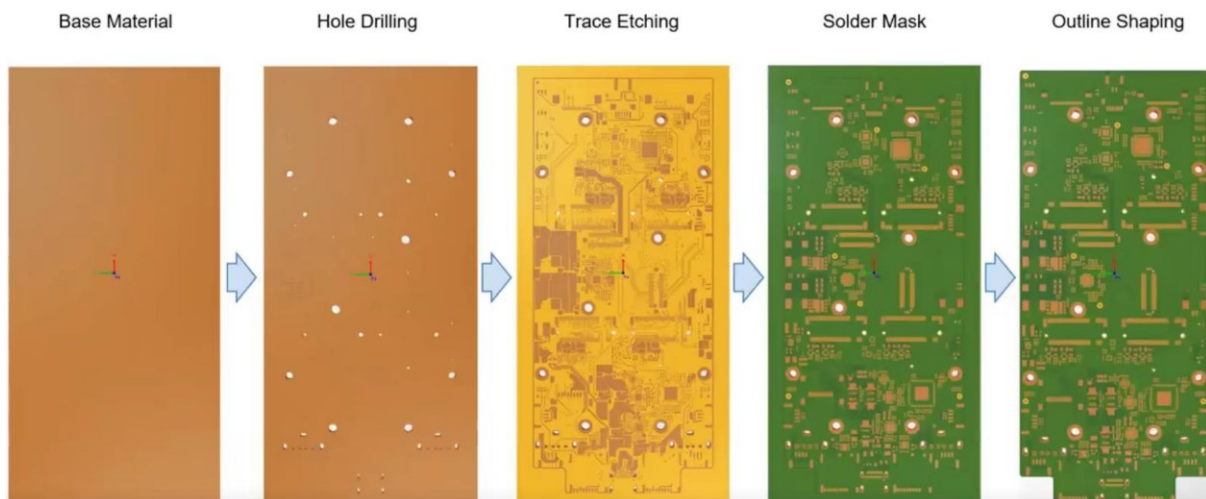 Base Material
Hole Drilling
Trace Etching
Solder Mask
Outline Shaping